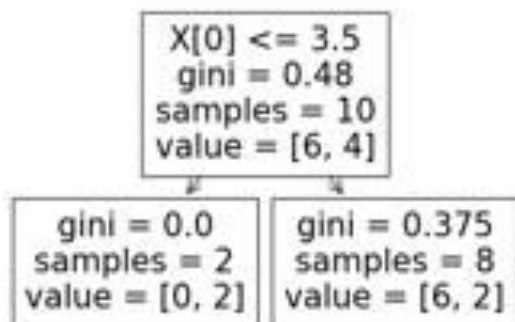 X[0] <= 3.5
gini = 0.48
samples = 10
value = [6, 4]
gini = 0.0
samples = 2
value = [0, 2]
gini = 0.375
samples = 8
value = [6, 2]